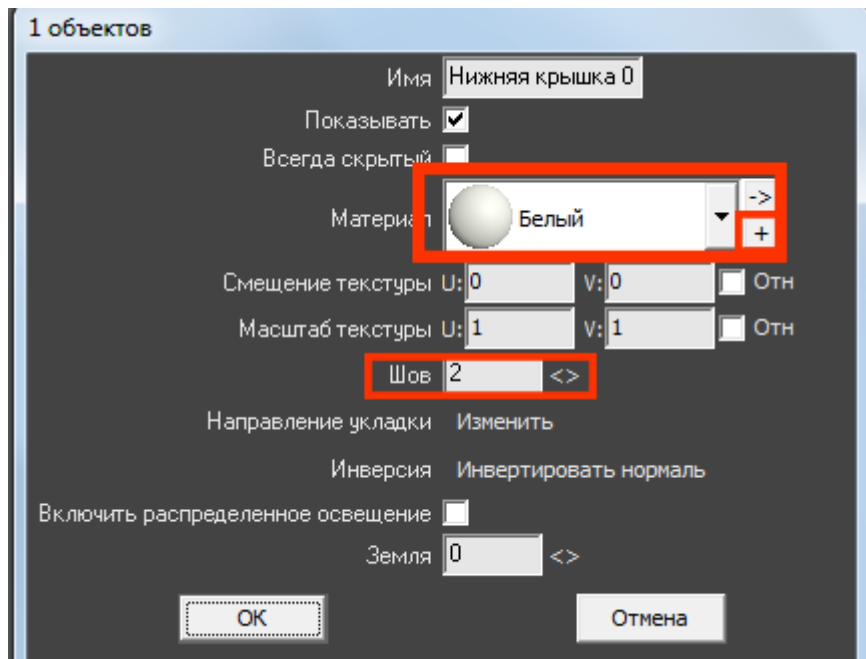 1 объектов
Имя Нижняя крышка 0
Показывать
Всегда скрытый
Материал Белый ->
+
Смещение текстуры U: 0 V: 0 Отн
Масштаб текстуры U: 1 V: 1 Отн
Шов 2 <>
Направление укладки Изменить
Инверсия Инвертировать нормаль
Включить распределенное освещение
Земля 0 <>
OK Отмена